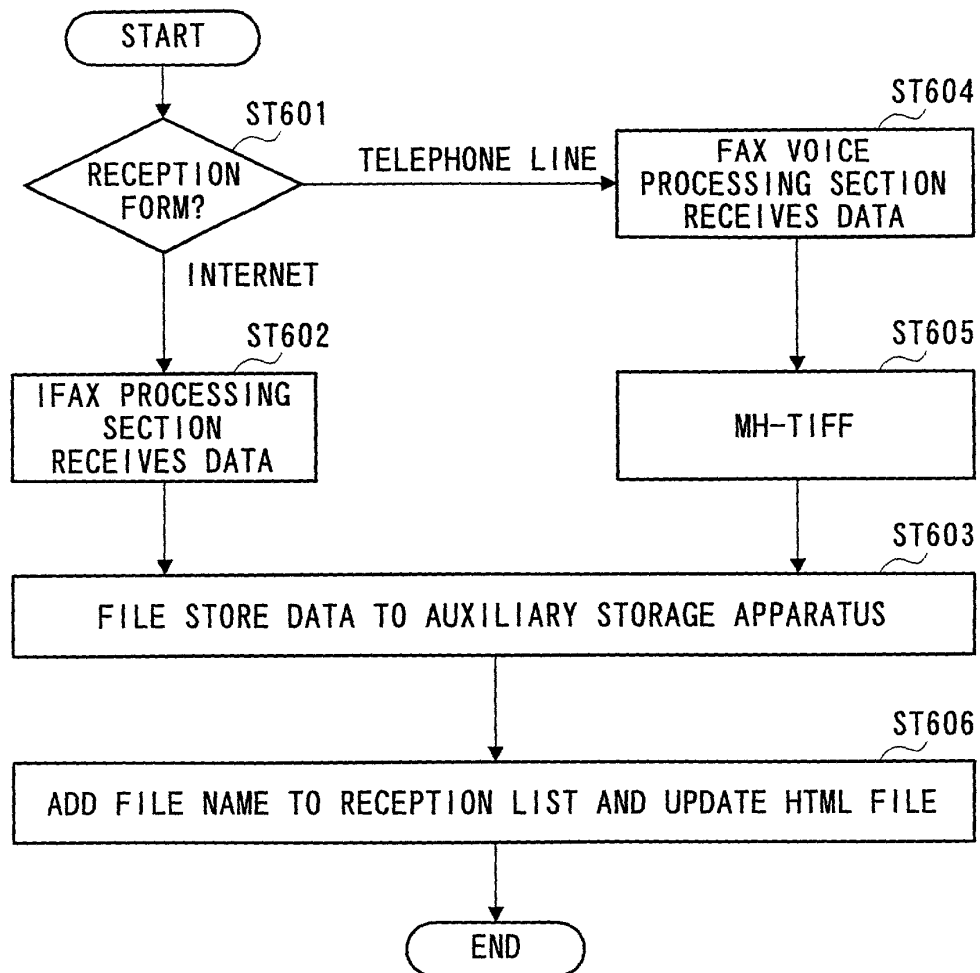 START
ST601
RECEPTION
FORM?
TELEPHONE LINE
ST604
FAX VOICE
PROCESSING SECTION
RECEIVES DATA
INTERNET
ST602
IFAX PROCESSING
SECTION
RECEIVES DATA
ST605
MH-TIFF
ST603
FILE STORE DATA TO AUXILIARY STORAGE APPARATUS
ST606
ADD FILE NAME TO RECEPTION LIST AND UPDATE HTML FILE
END